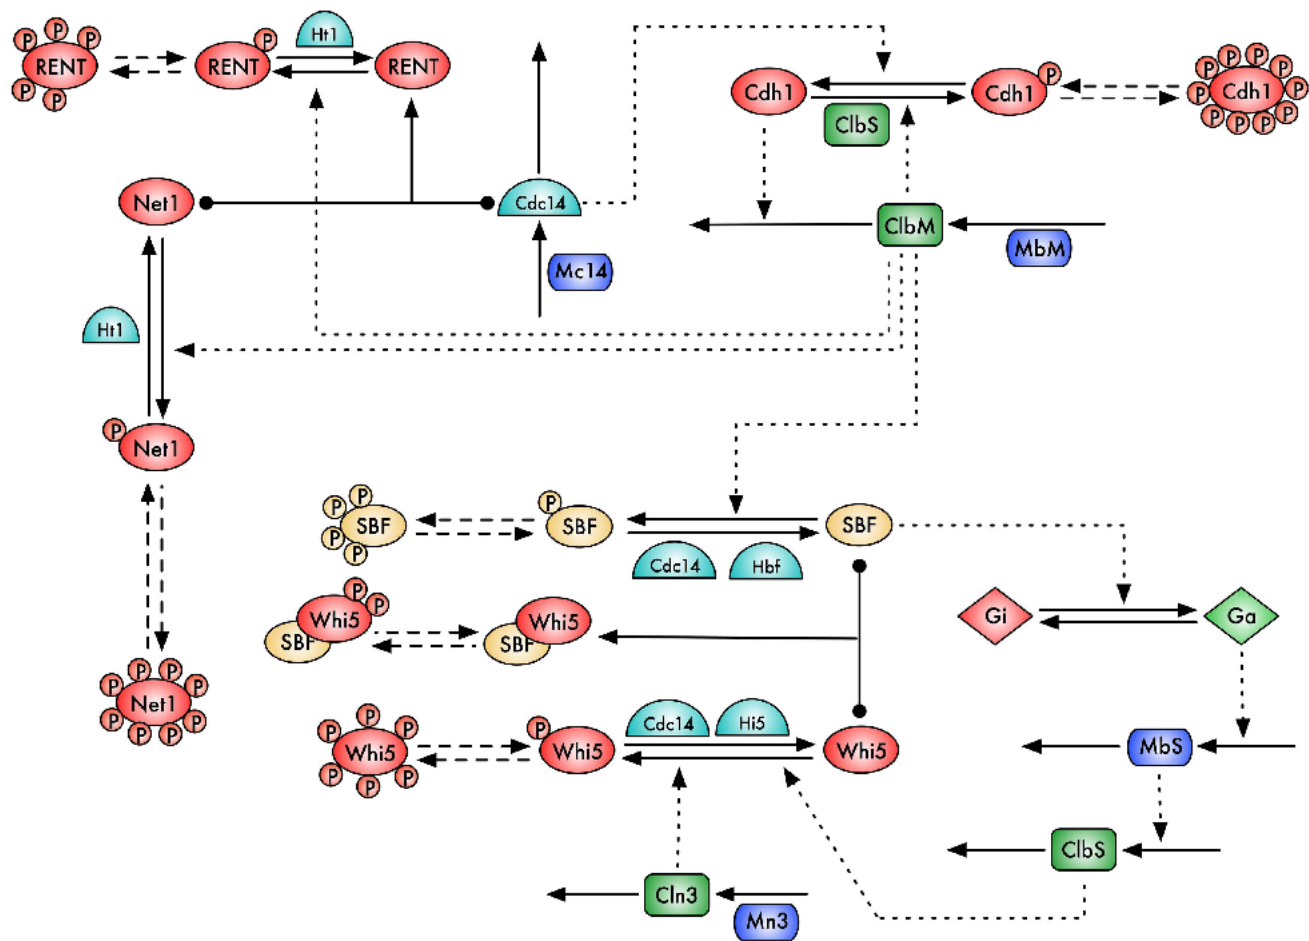 P P P P P RENT
P RENT
Ht1
RENT
Cdh1
ClbS
P Cdh1
P P P P P P P P P P Cdh1
Net1
Cdc14
ClbM
MbM
Mc14
Ht1
P Net1
P P P P SBF
P SBF
SBF
Cdc14
Hbf
P P Whi5
SBF
Whi5
SBF
Gi
Ga
P P P P P P P P Net1
P P P P P P Whi5
P Whi5
Cdc14
Hi5
Whi5
MbS
ClbS
Cln3
Mn3